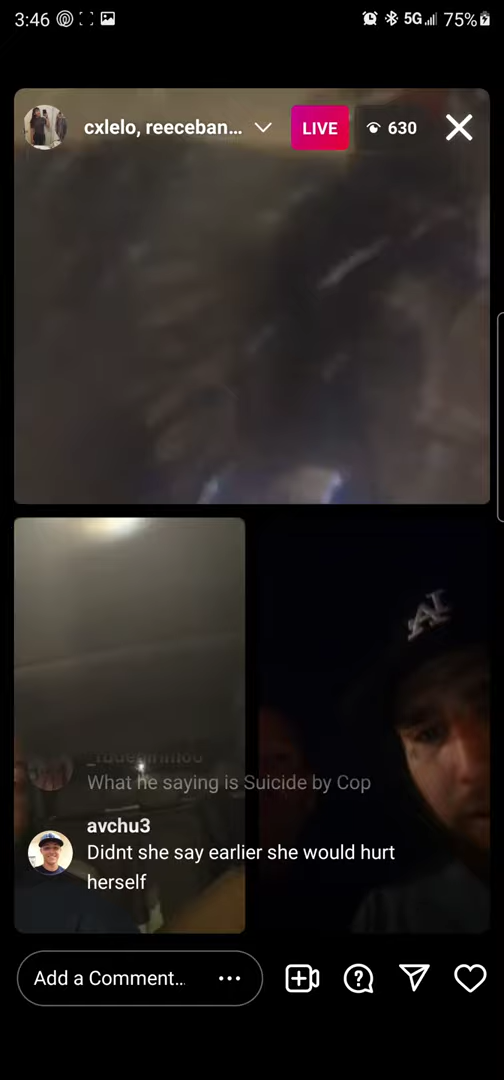 3:46
5G
75%
cxlelo, reeceban...
LIVE
630
What he saying is Suicide by Cop
avchu3
Didnt she say earlier she would hurt
herself
Add a Comment...